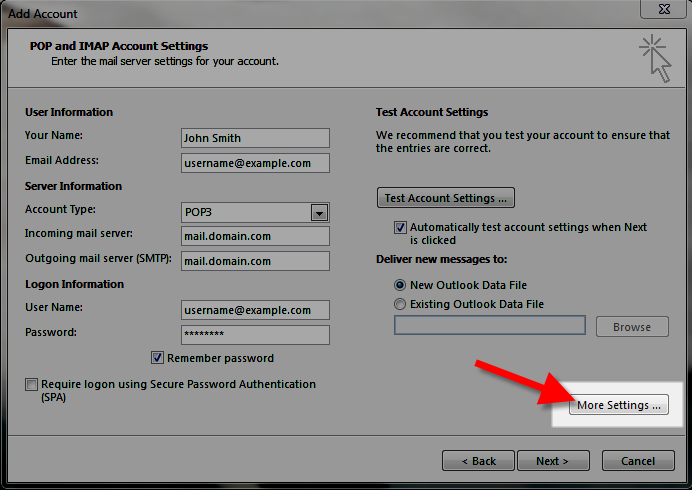 Add Account
POP and IMAP Account Settings
Enter the mail server settings for your account.
User Information
Your Name:
John Smith
Email Address:
username@example.com
Server Information
Account Type:
POP3
Incoming mail server:
mail.domain.com
Outgoing mail server (SMTP):
mail.domain.com
Logon Information
User Name:
username@example.com
Password:
********
Remember password
Require logon using Secure Password Authentication
(SPA)
Test Account Settings
We recommend that you test your account to ensure that
the entries are correct.
Test Account Settings ...
Automatically test account settings when Next
is clicked
Deliver new messages to:
New Outlook Data File
Existing Outlook Data File
Browse
More Settings ...
< Back
Next >
Cancel